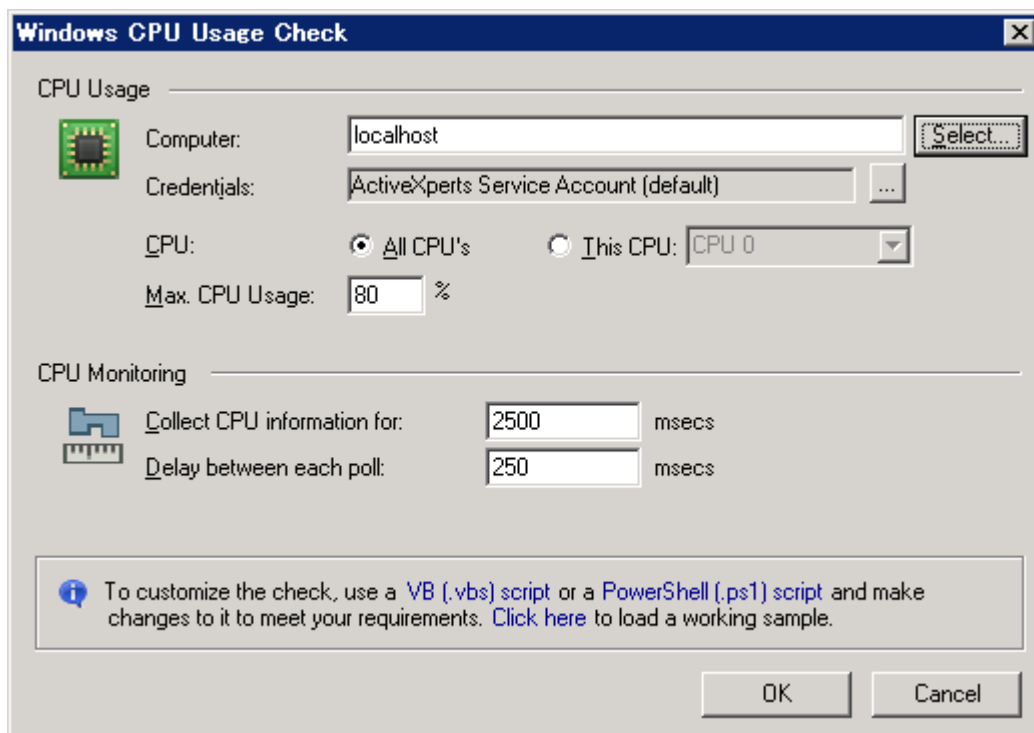 Windows CPU Usage Check
CPU Usage
Computer: localhost Select...
Credentials: ActiveXperts Service Account (default) ...
CPU: All CPU's This CPU: CPU 0
Max. CPU Usage: 80 %
CPU Monitoring
Collect CPU information for: 2500 msecs
Delay between each poll: 250 msecs
To customize the check, use a VB (.vbs) script or a PowerShell (.ps1) script and make
changes to it to meet your requirements. Click here to load a working sample.
OK Cancel